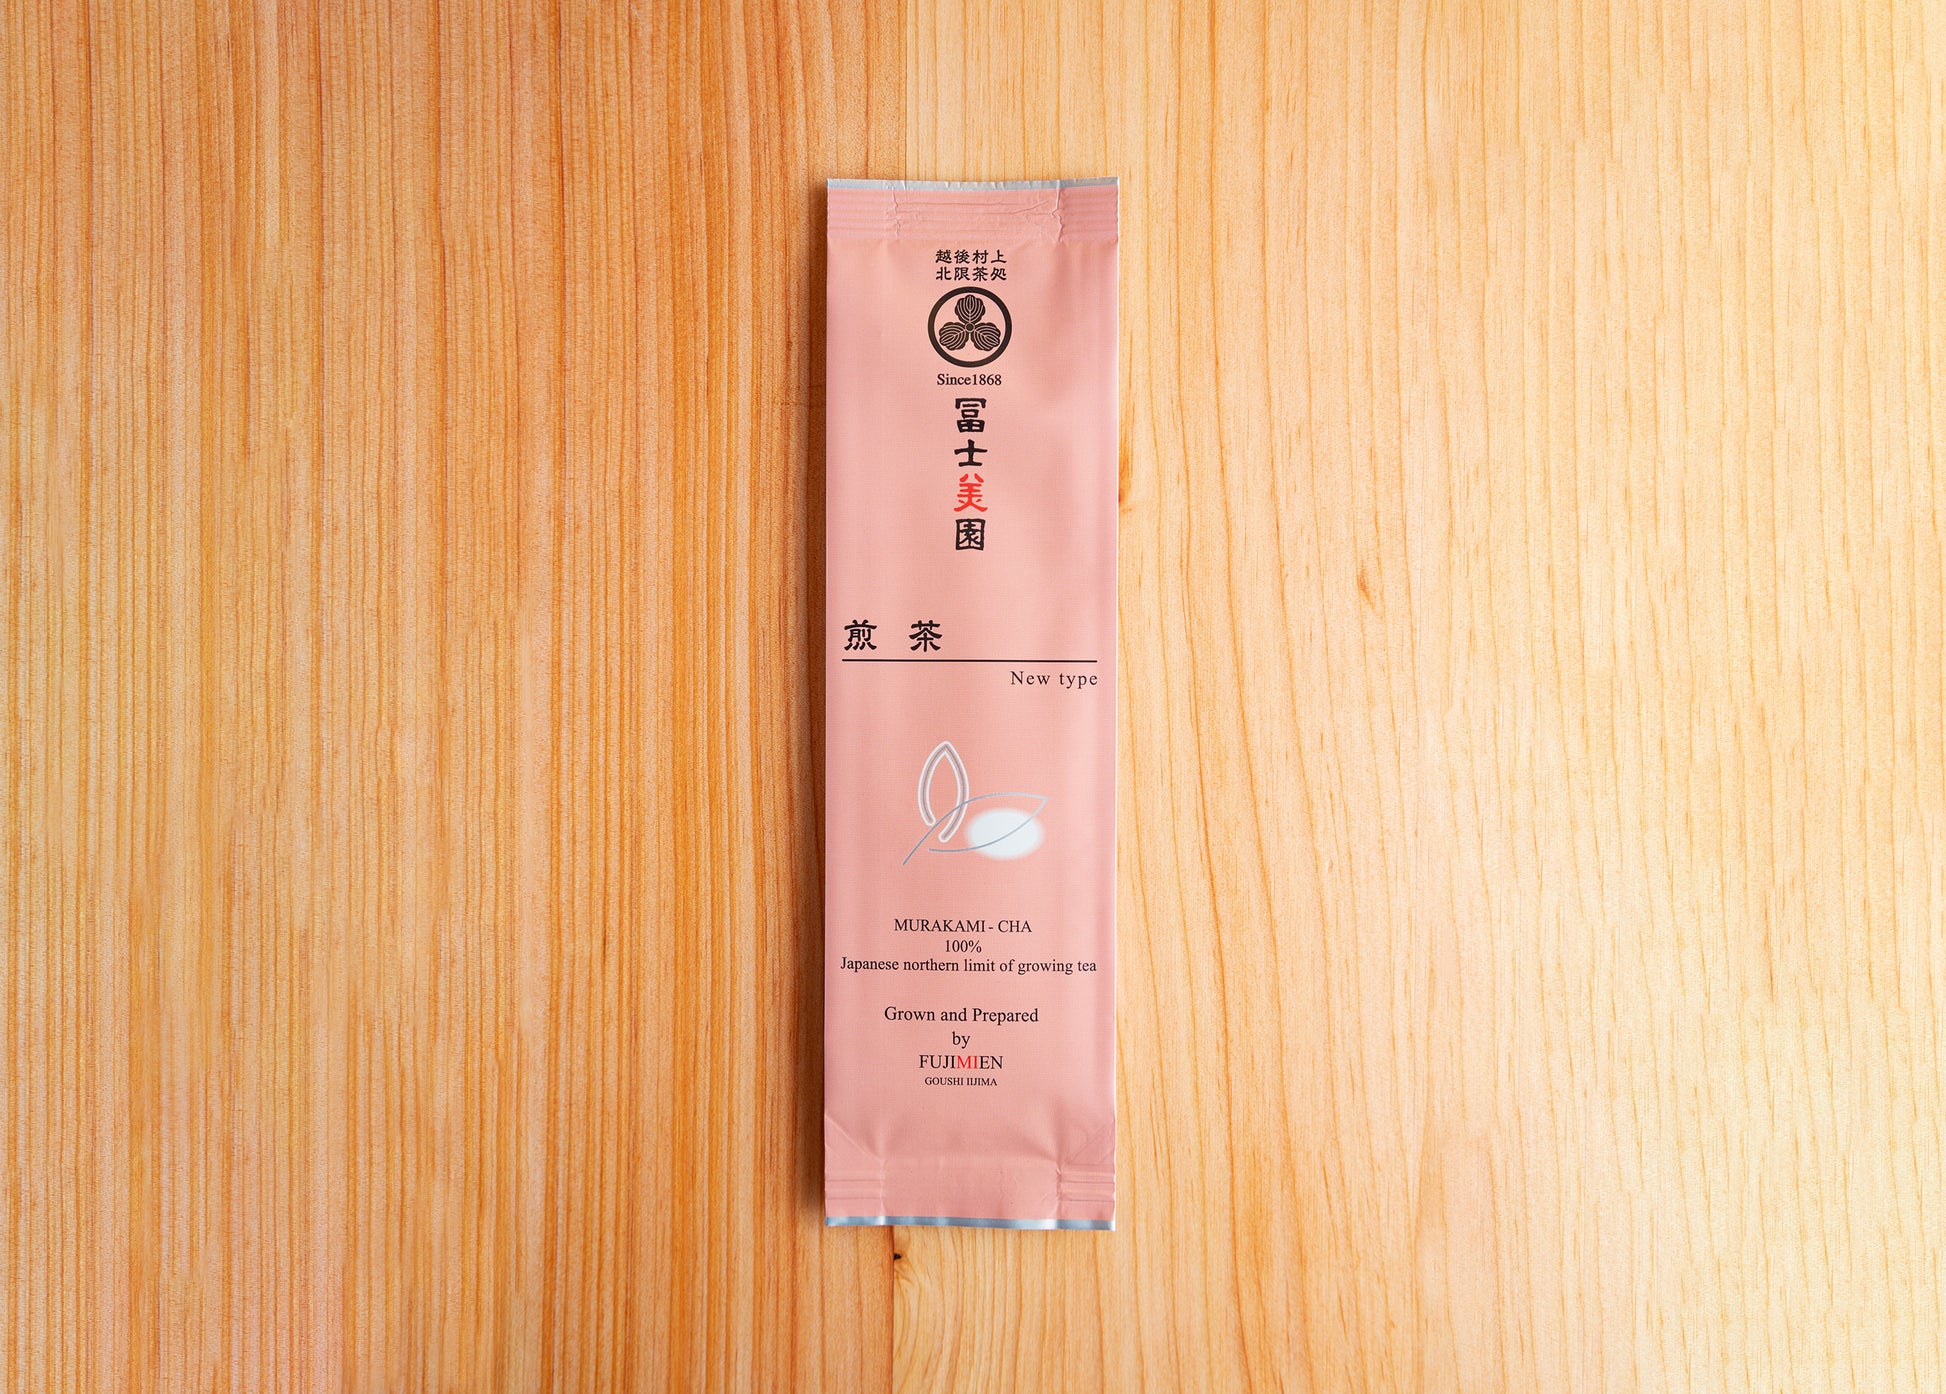 越後村上
北限茶処
Since1868
冨士美園
煎茶
New type
MURAKAMI - CHA
100%
Japanese northern limit of growing tea
Grown and Prepared
by
FUJIMIEN
GOUSHI IIJIMA